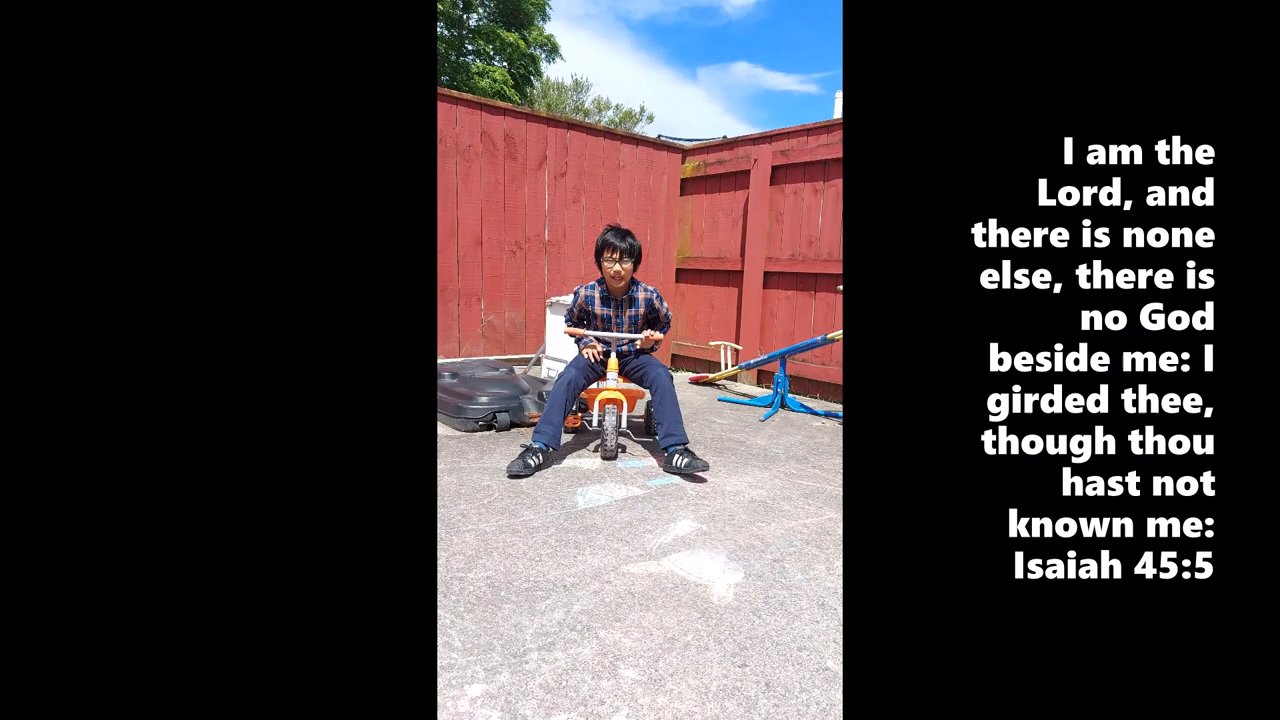 I am the
Lord, and
there is none
else, there is
no God
beside me: I
girded thee,
though thou
hast not
known me:
Isaiah 45:5